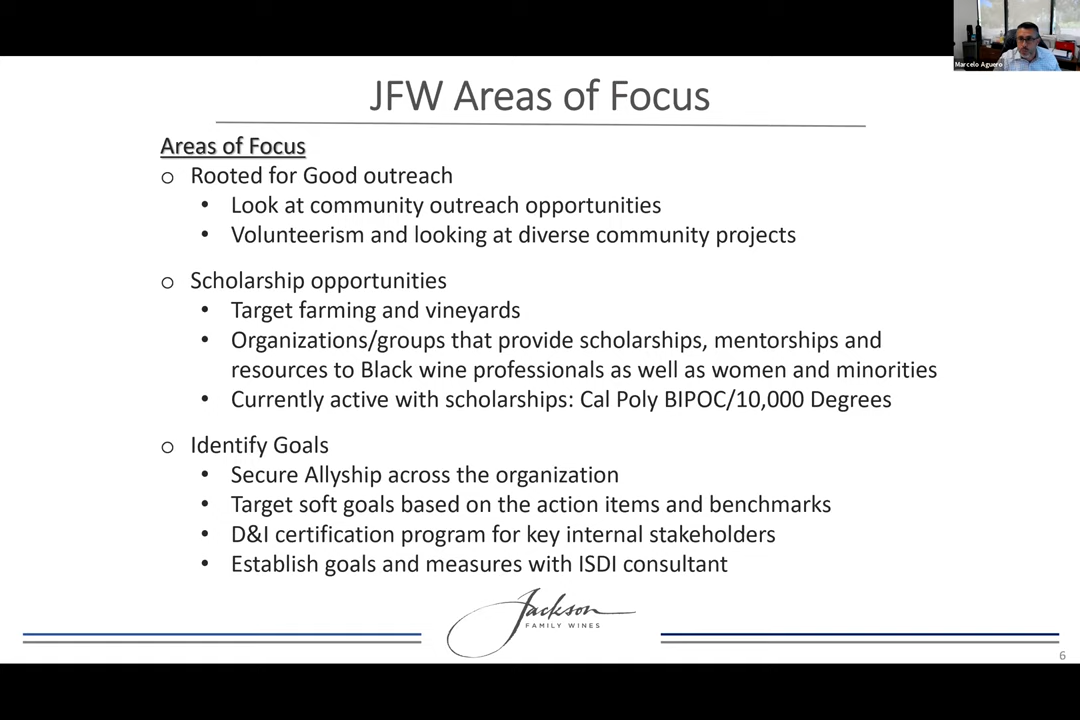 Marcelo Aguero
JFW Areas of Focus
Areas of Focus
o Rooted for Good outreach
• Look at community outreach opportunities
• Volunteerism and looking at diverse community projects
o Scholarship opportunities
• Target farming and vineyards
• Organizations/groups that provide scholarships, mentorships and
resources to Black wine professionals as well as women and minorities
• Currently active with scholarships: Cal Poly BIPOC/10,000 Degrees
o Identify Goals
• Secure Allyship across the organization
• Target soft goals based on the action items and benchmarks
• D&I certification program for key internal stakeholders
• Establish goals and measures with ISDI consultant
Jackson
FAMILY WINES
6